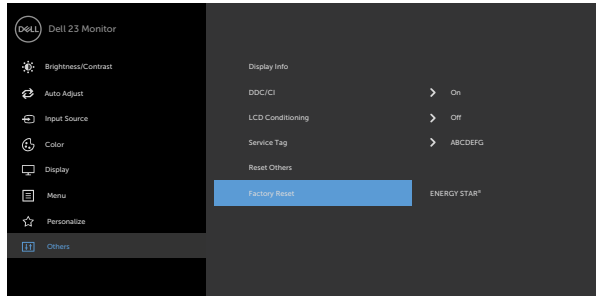 DELL Dell 23 Monitor
Brightness/Contrast
Auto Adjust
Input Source
Color
Display
Menu
Personalize
Others
Display Info
DDC/CI > On
LCD Conditioning > Off
Service Tag > ABCDEFG
Reset Others
Factory Reset ENERGY STAR®